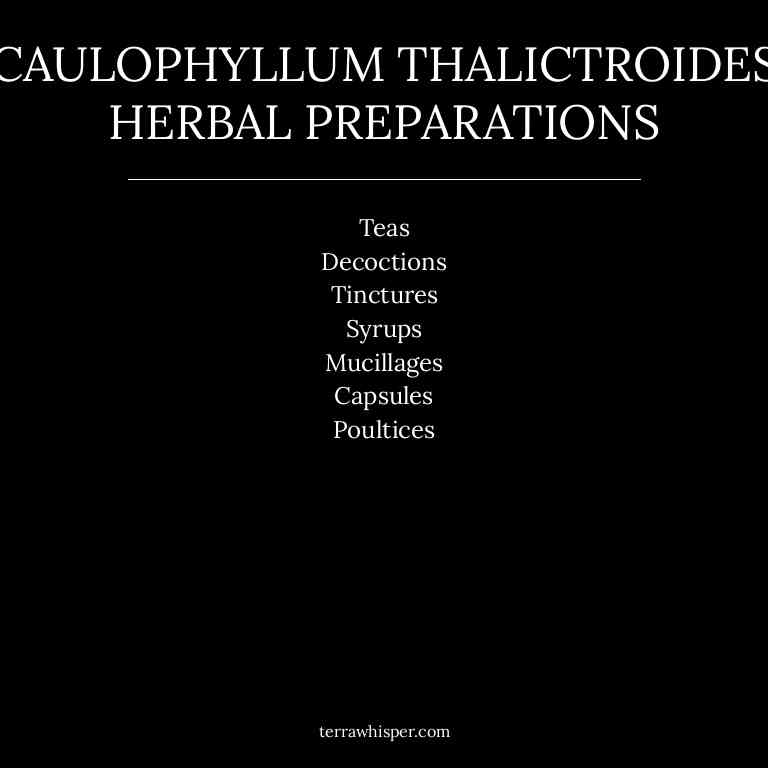 CAULOPHYLLUM THALICTROIDES
HERBAL PREPARATIONS
Teas
Decoctions
Tinctures
Syrups
Mucillages
Capsules
Poultices
terrawhisper.com